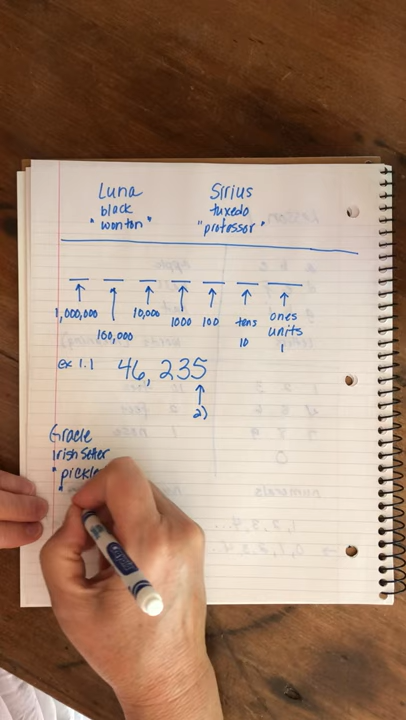 Luna Sirius
black tuxedo
"wonton" "professor"
1,000,000 100,000 10,000 1000 100 tens 10 ones units 1
ex 1.1 46,235
2)
Gracie
Irish Setter
"pickle
"